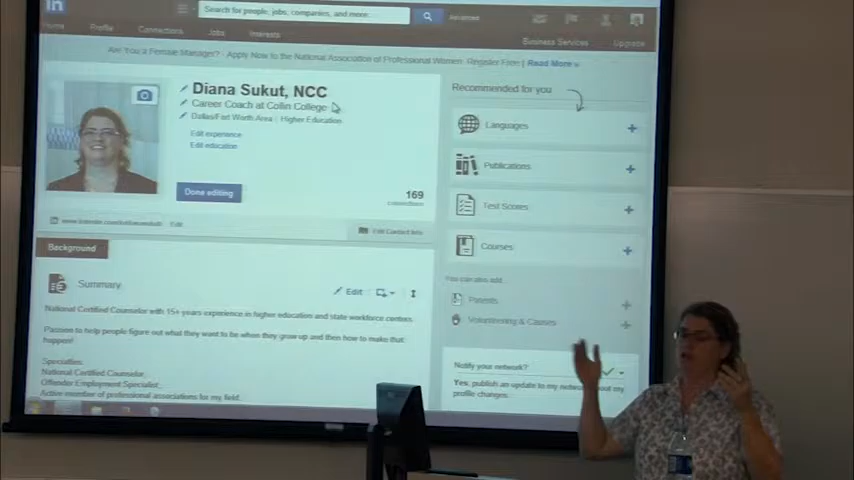 in
Search for people, jobs, companies, and more...
Advanced
Home Profile Connections Jobs Interests
Business Services Upgrade
Are You a Female Manager? - Apply Now to the National Association of Professional Women. Register Free | Read More »
Diana Sukut, NCC
Career Coach at Collin College
Dallas/Fort Worth Area | Higher Education
Edit experience
Edit education
Done editing
169
connections
Edit
Edit Contact Info
Background
Summary
Edit
National Certified Counselor with 15+ years experience in higher education and state workforce centers.
Passion to help people figure out what they want to be when they grow up and then how to make that
happen!
Specialties:
National Certified Counselor,
Offender Employment Specialist,
Active member of professional associations for my field.
Recommended for you
Languages
Publications
Test Scores
Courses
You can also add...
Patents
Volunteering & Causes
Notify your network?
Yes, publish an update to my network about my
profile changes.